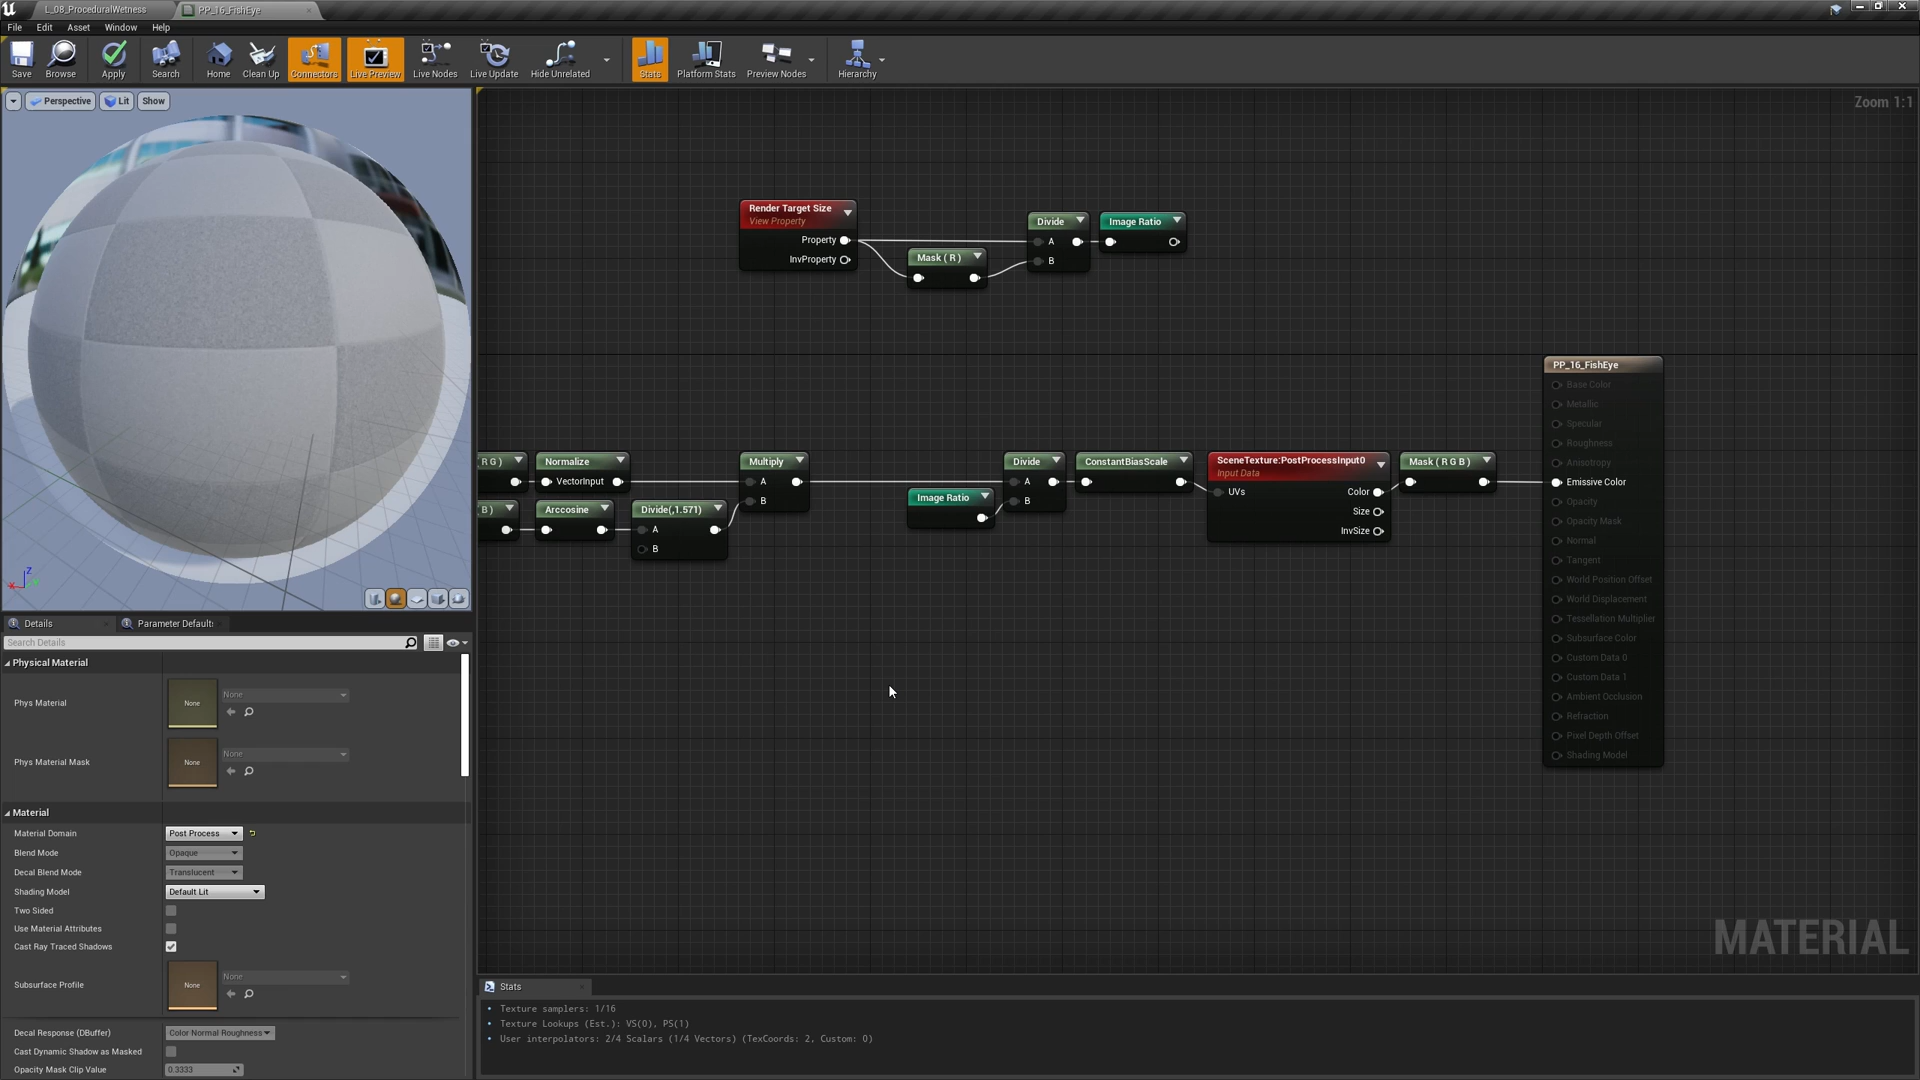 L_08_ProceduralWetness
PP_16_FishEye
File Edit Asset Window Help
Save Browse Apply Search Home Clean Up Connectors Live Preview Live Nodes Live Update Hide Unrelated Stats Platform Stats Preview Nodes Hierarchy
Perspective Lit Show
Zoom 1:1
Render Target Size
View Property
Property
InvProperty
Mask ( R )
Divide
A
B
Image Ratio
R G )
Normalize
VectorInput
B )
Arccosine
Divide(,1.571)
A
B
Multiply
A
B
Image Ratio
Divide
A
B
ConstantBiasScale
SceneTexture:PostProcessInput0
Input Data
UVs
Color
Size
InvSize
Mask ( R G B )
PP_16_FishEye
Base Color
Metallic
Specular
Roughness
Anisotropy
Emissive Color
Opacity
Opacity Mask
Normal
Tangent
World Position Offset
World Displacement
Tessellation Multiplier
Subsurface Color
Custom Data 0
Custom Data 1
Ambient Occlusion
Refraction
Pixel Depth Offset
Shading Model
MATERIAL
X Y Z
Details
Parameter Defaults
Search Details
Physical Material
Phys Material None None
Phys Material Mask None None
Material
Material Domain Post Process
Blend Mode Opaque
Decal Blend Mode Translucent
Shading Model Default Lit
Two Sided
Use Material Attributes
Cast Ray Traced Shadows
Subsurface Profile None None
Decal Response (DBuffer) Color Normal Roughness
Cast Dynamic Shadow as Masked
Opacity Mask Clip Value 0.3333
Stats
Texture samplers: 1/16
Texture Lookups (Est.): VS(0), PS(1)
User interpolators: 2/4 Scalars (1/4 Vectors) (TexCoords: 2, Custom: 0)